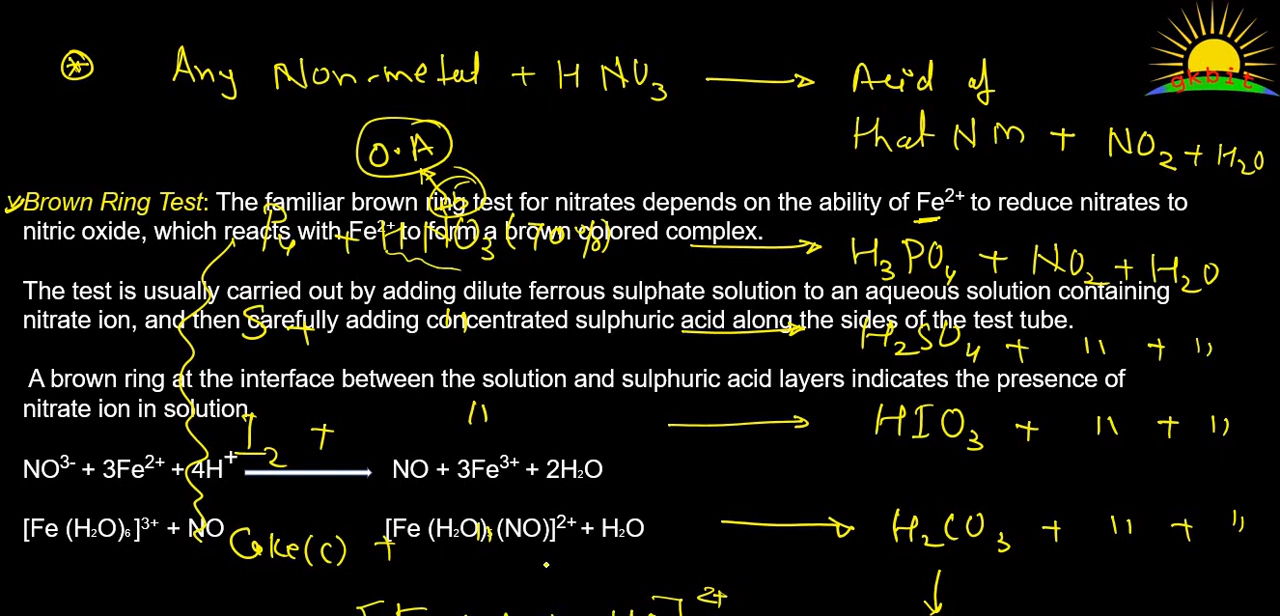 Any Non-metal + HNO3 → Acid of
that NM + NO2 + H2O
gkbit
O.A
Brown Ring Test: The familiar brown ring test for nitrates depends on the ability of Fe²⁺ to reduce nitrates to
nitric oxide, which reacts with Fe²⁺ to form a brown colored complex.
P4 + HNO3 (70%) → H3PO4 + NO2 + H2O
The test is usually carried out by adding dilute ferrous sulphate solution to an aqueous solution containing
nitrate ion, and then carefully adding concentrated sulphuric acid along the sides of the test tube.
S + " → H2SO4 + " + "
A brown ring at the interface between the solution and sulphuric acid layers indicates the presence of
nitrate ion in solution.
I2 + " → HIO3 + " + "
NO³⁻ + 3Fe²⁺ + 4H⁺ → NO + 3Fe³⁺ + 2H₂O
[Fe (H₂O)₆]³⁺ + NO [Fe (H₂O)₅ (NO)]²⁺ + H₂O
Coke(C) + " → H2CO3 + " + "
2+